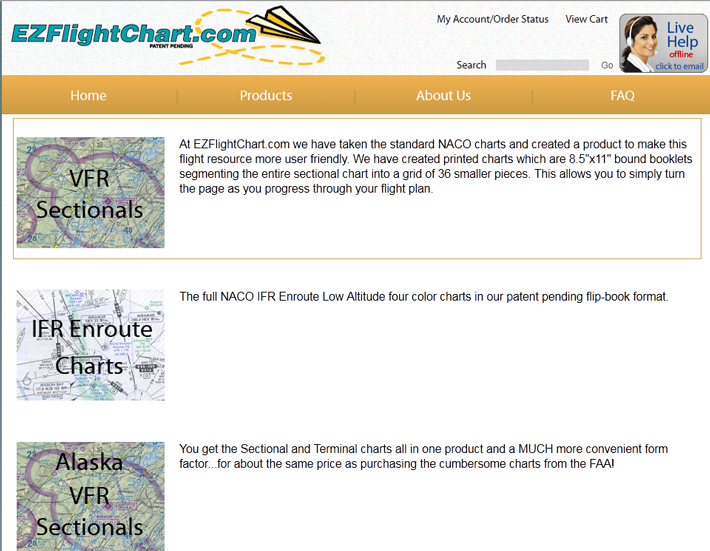 EZFlightChart.com
PATENT PENDING
My Account/Order Status
View Cart
Search
Go
Live
Help
offline
click to email
Home
Products
About Us
FAQ
VFR
Sectionals
At EZFlightChart.com we have taken the standard NACO charts and created a product to make this
flight resource more user friendly. We have created printed charts which are 8.5"x11" bound booklets
segmenting the entire sectional chart into a grid of 36 smaller pieces. This allows you to simply turn
the page as you progress through your flight plan.
IFR Enroute
Charts
The full NACO IFR Enroute Low Altitude four color charts in our patent pending flip-book format.
Alaska
VFR
Sectionals
You get the Sectional and Terminal charts all in one product and a MUCH more convenient form
factor...for about the same price as purchasing the cumbersome charts from the FAA!